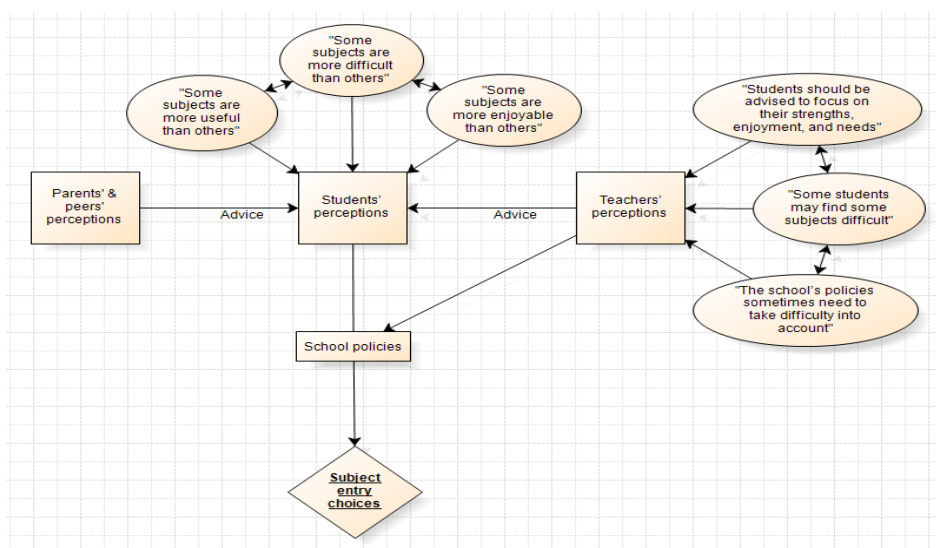 "Some
subjects are
more difficult
than others"
"Some
subjects are
more useful
than others"
"Some
subjects are
more enjoyable
than others"
"Students should be
advised to focus on
their strengths,
enjoyment, and needs"
Parents' &
peers'
perceptions
Advice
Students'
perceptions
Advice
Teachers'
perceptions
"Some students
may find some
subjects difficult"
"The school's policies
sometimes need to
take difficulty into
account"
School policies
Subject
entry
choices